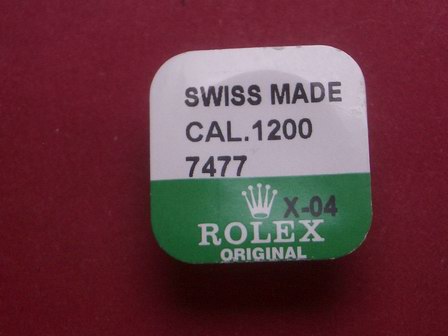 SWISS MADE
CAL.1200
7477
X-04
ROLEX
ORIGINAL